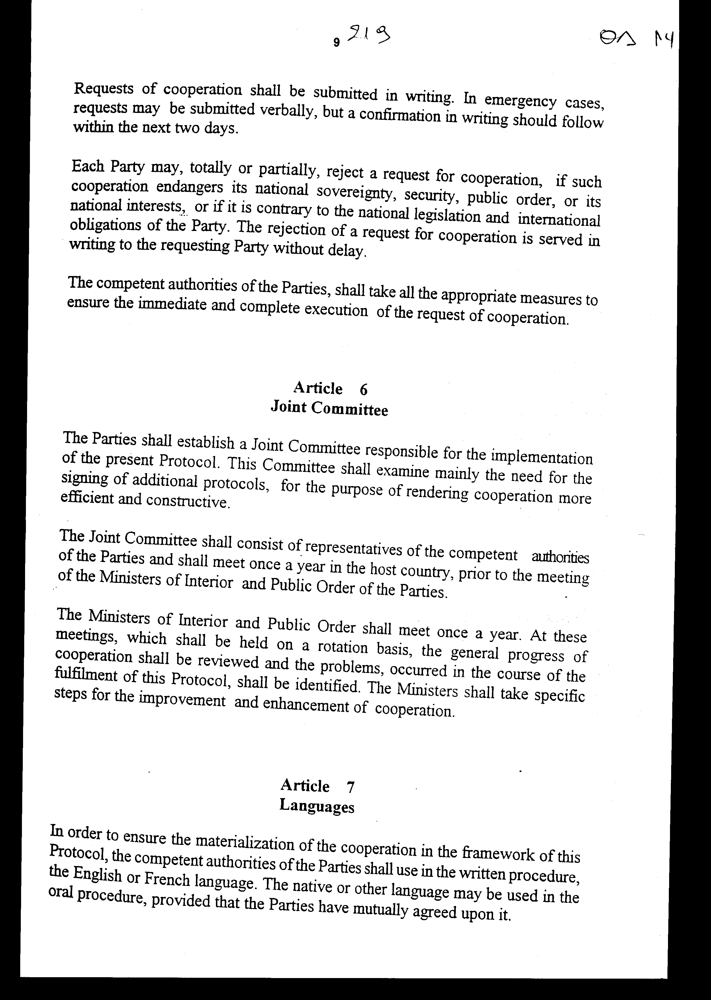 9 219
Requests of cooperation shall be submitted in writing. In emergency cases,
requests may be submitted verbally, but a confirmation in writing should follow
within the next two days.
Each Party may, totally or partially, reject a request for cooperation, if such
cooperation endangers its national sovereignty, security, public order, or its
national interests, or if it is contrary to the national legislation and international
obligations of the Party. The rejection of a request for cooperation is served in
writing to the requesting Party without delay.
The competent authorities of the Parties, shall take all the appropriate measures to
ensure the immediate and complete execution of the request of cooperation.
Article 6
Joint Committee
The Parties shall establish a Joint Committee responsible for the implementation
of the present Protocol. This Committee shall examine mainly the need for the
signing of additional protocols, for the purpose of rendering cooperation more
efficient and constructive.
The Joint Committee shall consist of representatives of the competent authorities
of the Parties and shall meet once a year in the host country, prior to the meeting
of the Ministers of Interior and Public Order of the Parties.
The Ministers of Interior and Public Order shall meet once a year. At these
meetings, which shall be held on a rotation basis, the general progress of
cooperation shall be reviewed and the problems, occurred in the course of the
fulfilment of this Protocol, shall be identified. The Ministers shall take specific
steps for the improvement and enhancement of cooperation.
Article 7
Languages
In order to ensure the materialization of the cooperation in the framework of this
Protocol, the competent authorities of the Parties shall use in the written procedure,
the English or French language. The native or other language may be used in the
oral procedure, provided that the Parties have mutually agreed upon it.